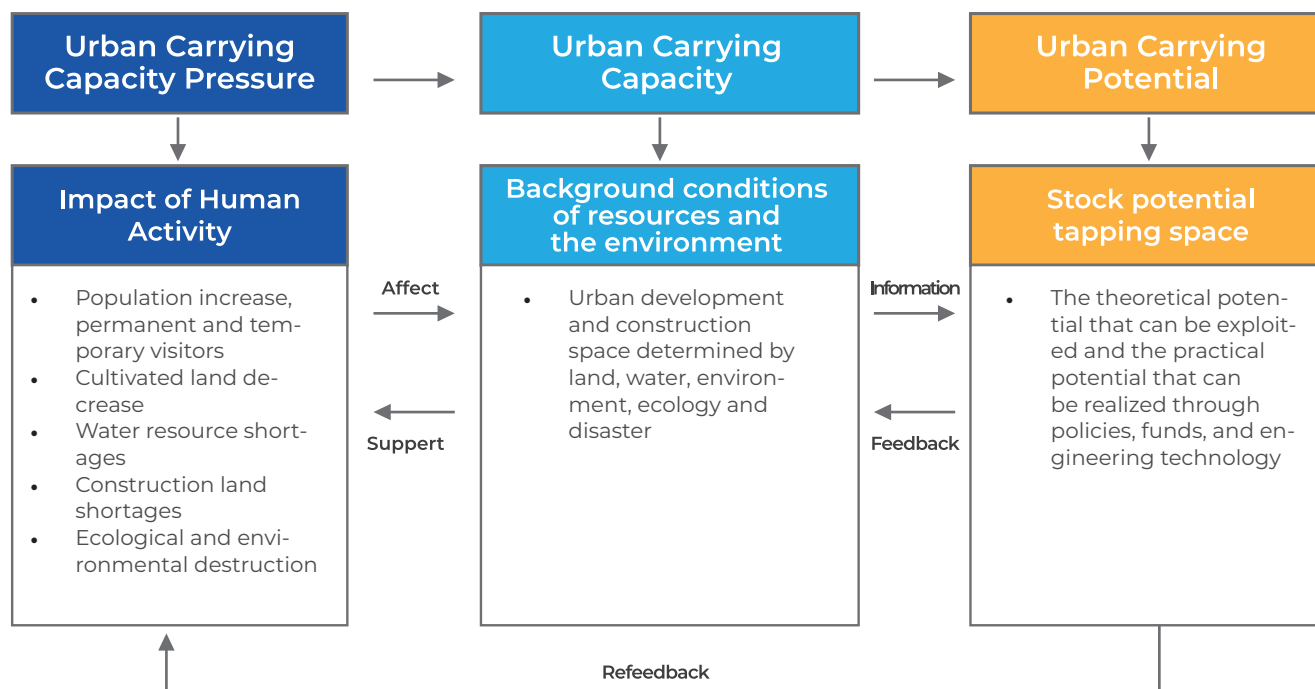 Urban Carrying
Capacity Pressure
Urban Carrying
Capacity
Urban Carrying
Potential
Impact of Human
Activity
Background conditions
of resources and
the environment
Stock potential
tapping space
• Population increase,
permanent and tem-
porary visitors
• Cultivated land de-
crease
• Water resource short-
ages
• Construction land
shortages
• Ecological and envi-
ronmental destruction
Affect
Support
• Urban development
and construction
space determined by
land, water, environ-
ment, ecology and
disaster
Information
Feedback
• The theoretical poten-
tial that can be exploit-
ed and the practical
potential that can
be realized through
policies, funds, and en-
gineering technology
Refeedback